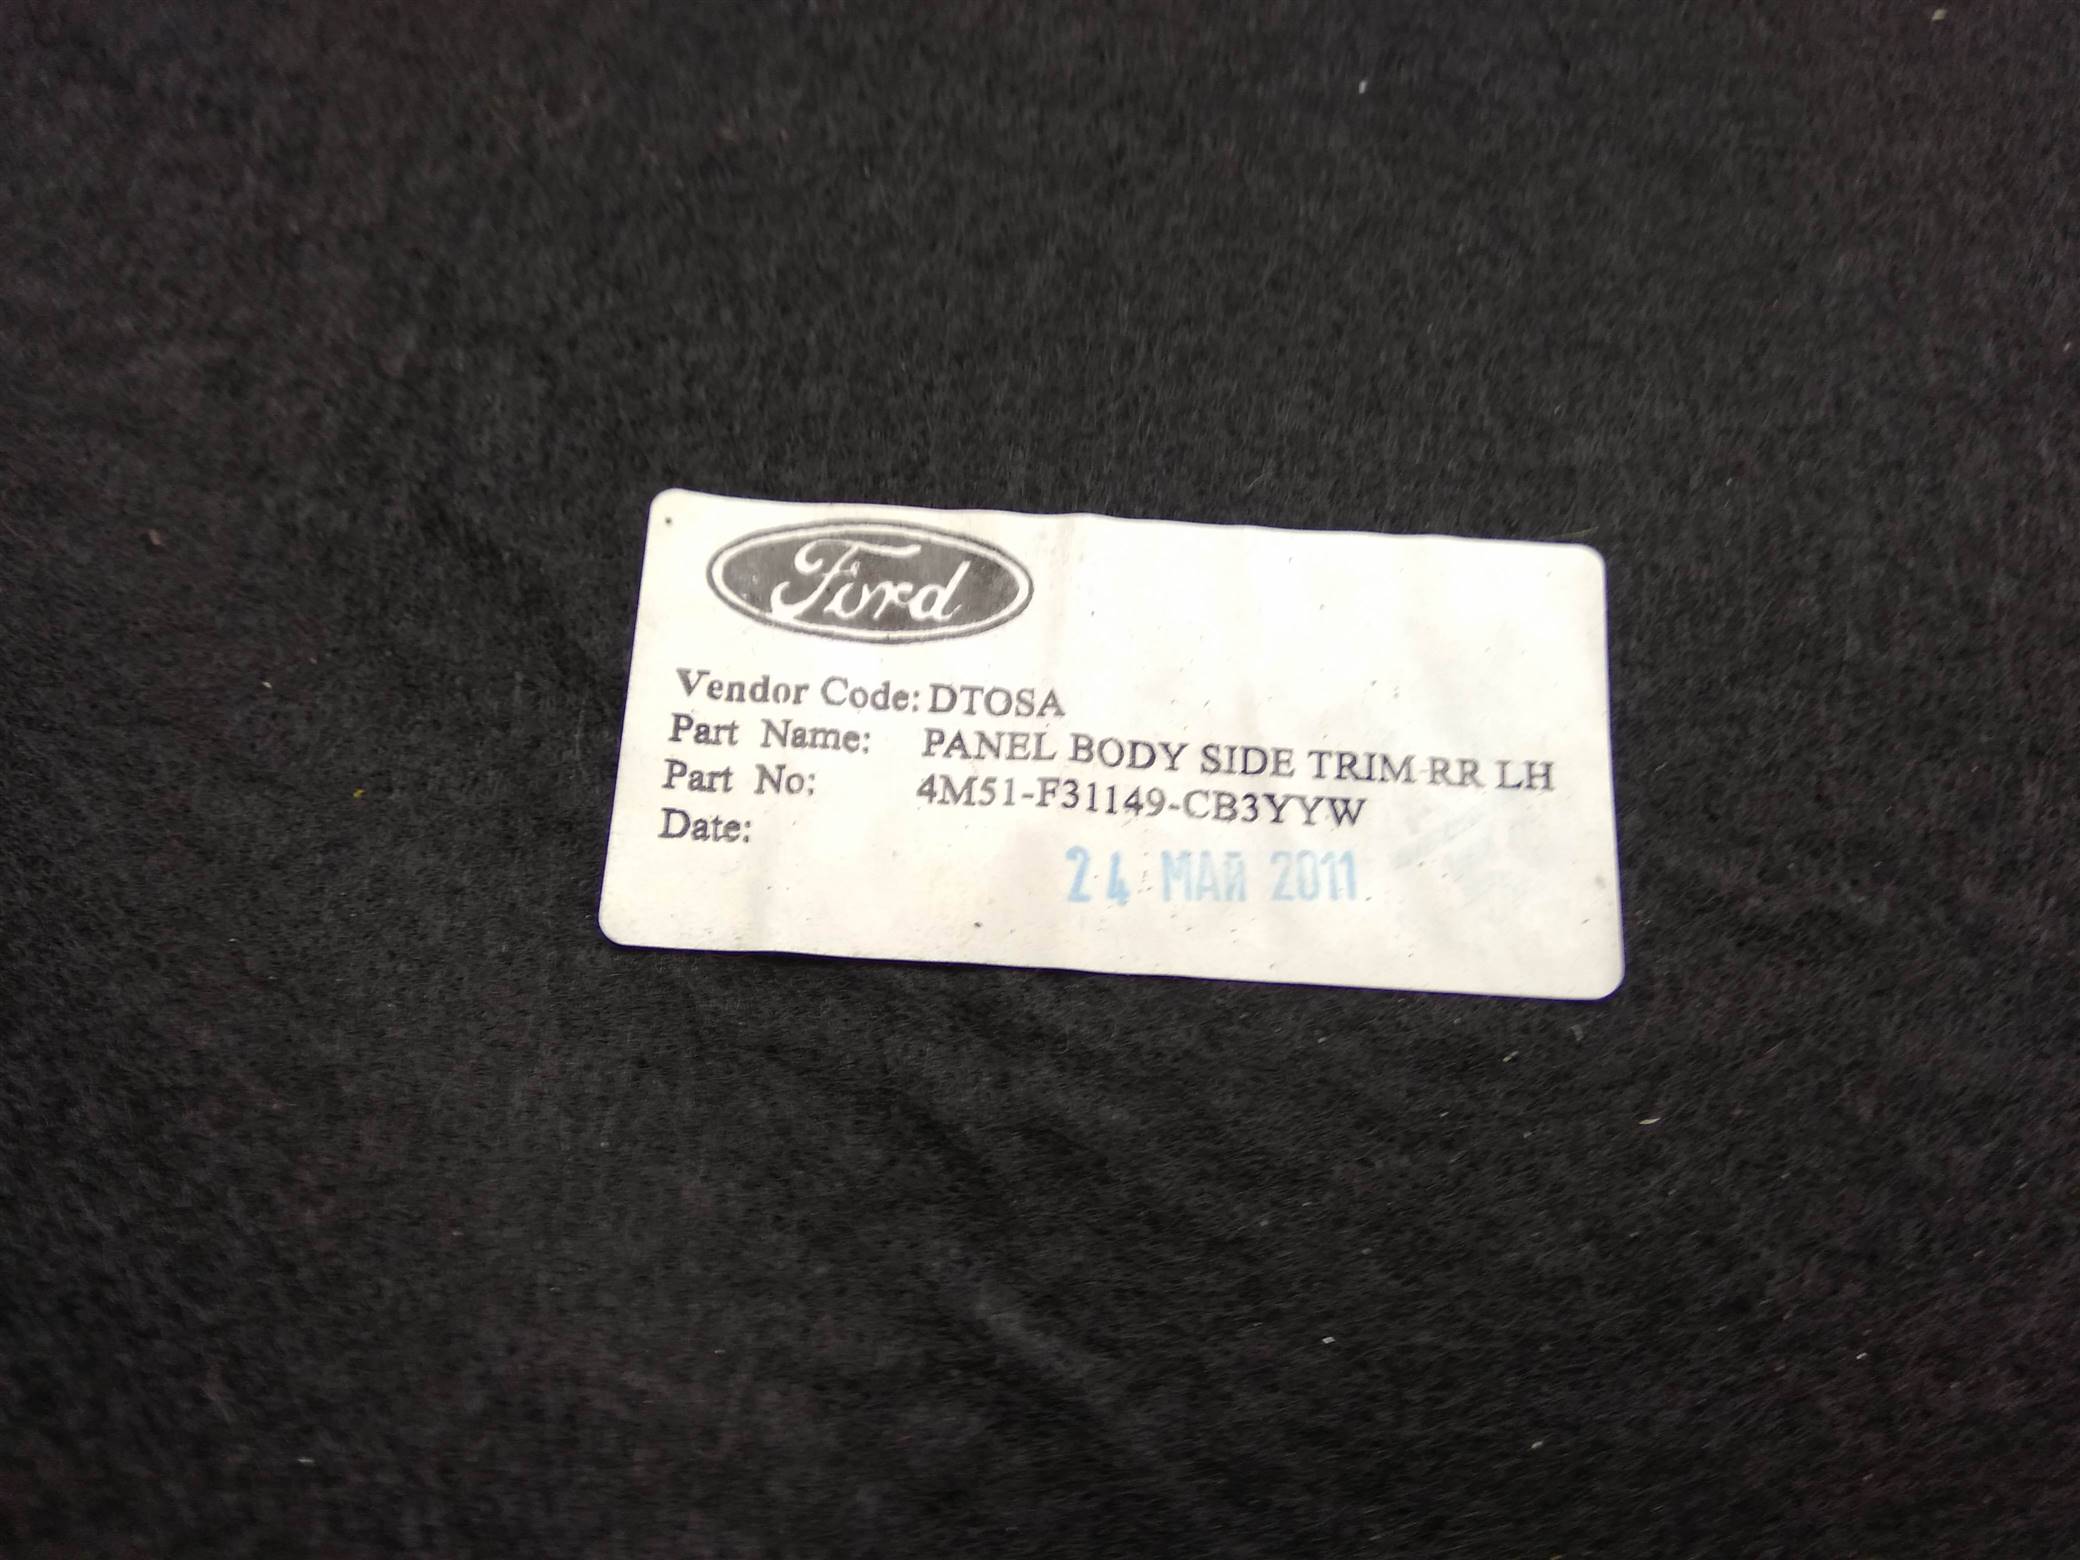 Ford
Vendor Code: DTOSA
Part Name: PANEL BODY SIDE TRIM-RR LH
Part No: 4M51-F31149-CB3YYW
Date:
24 MAR 2011